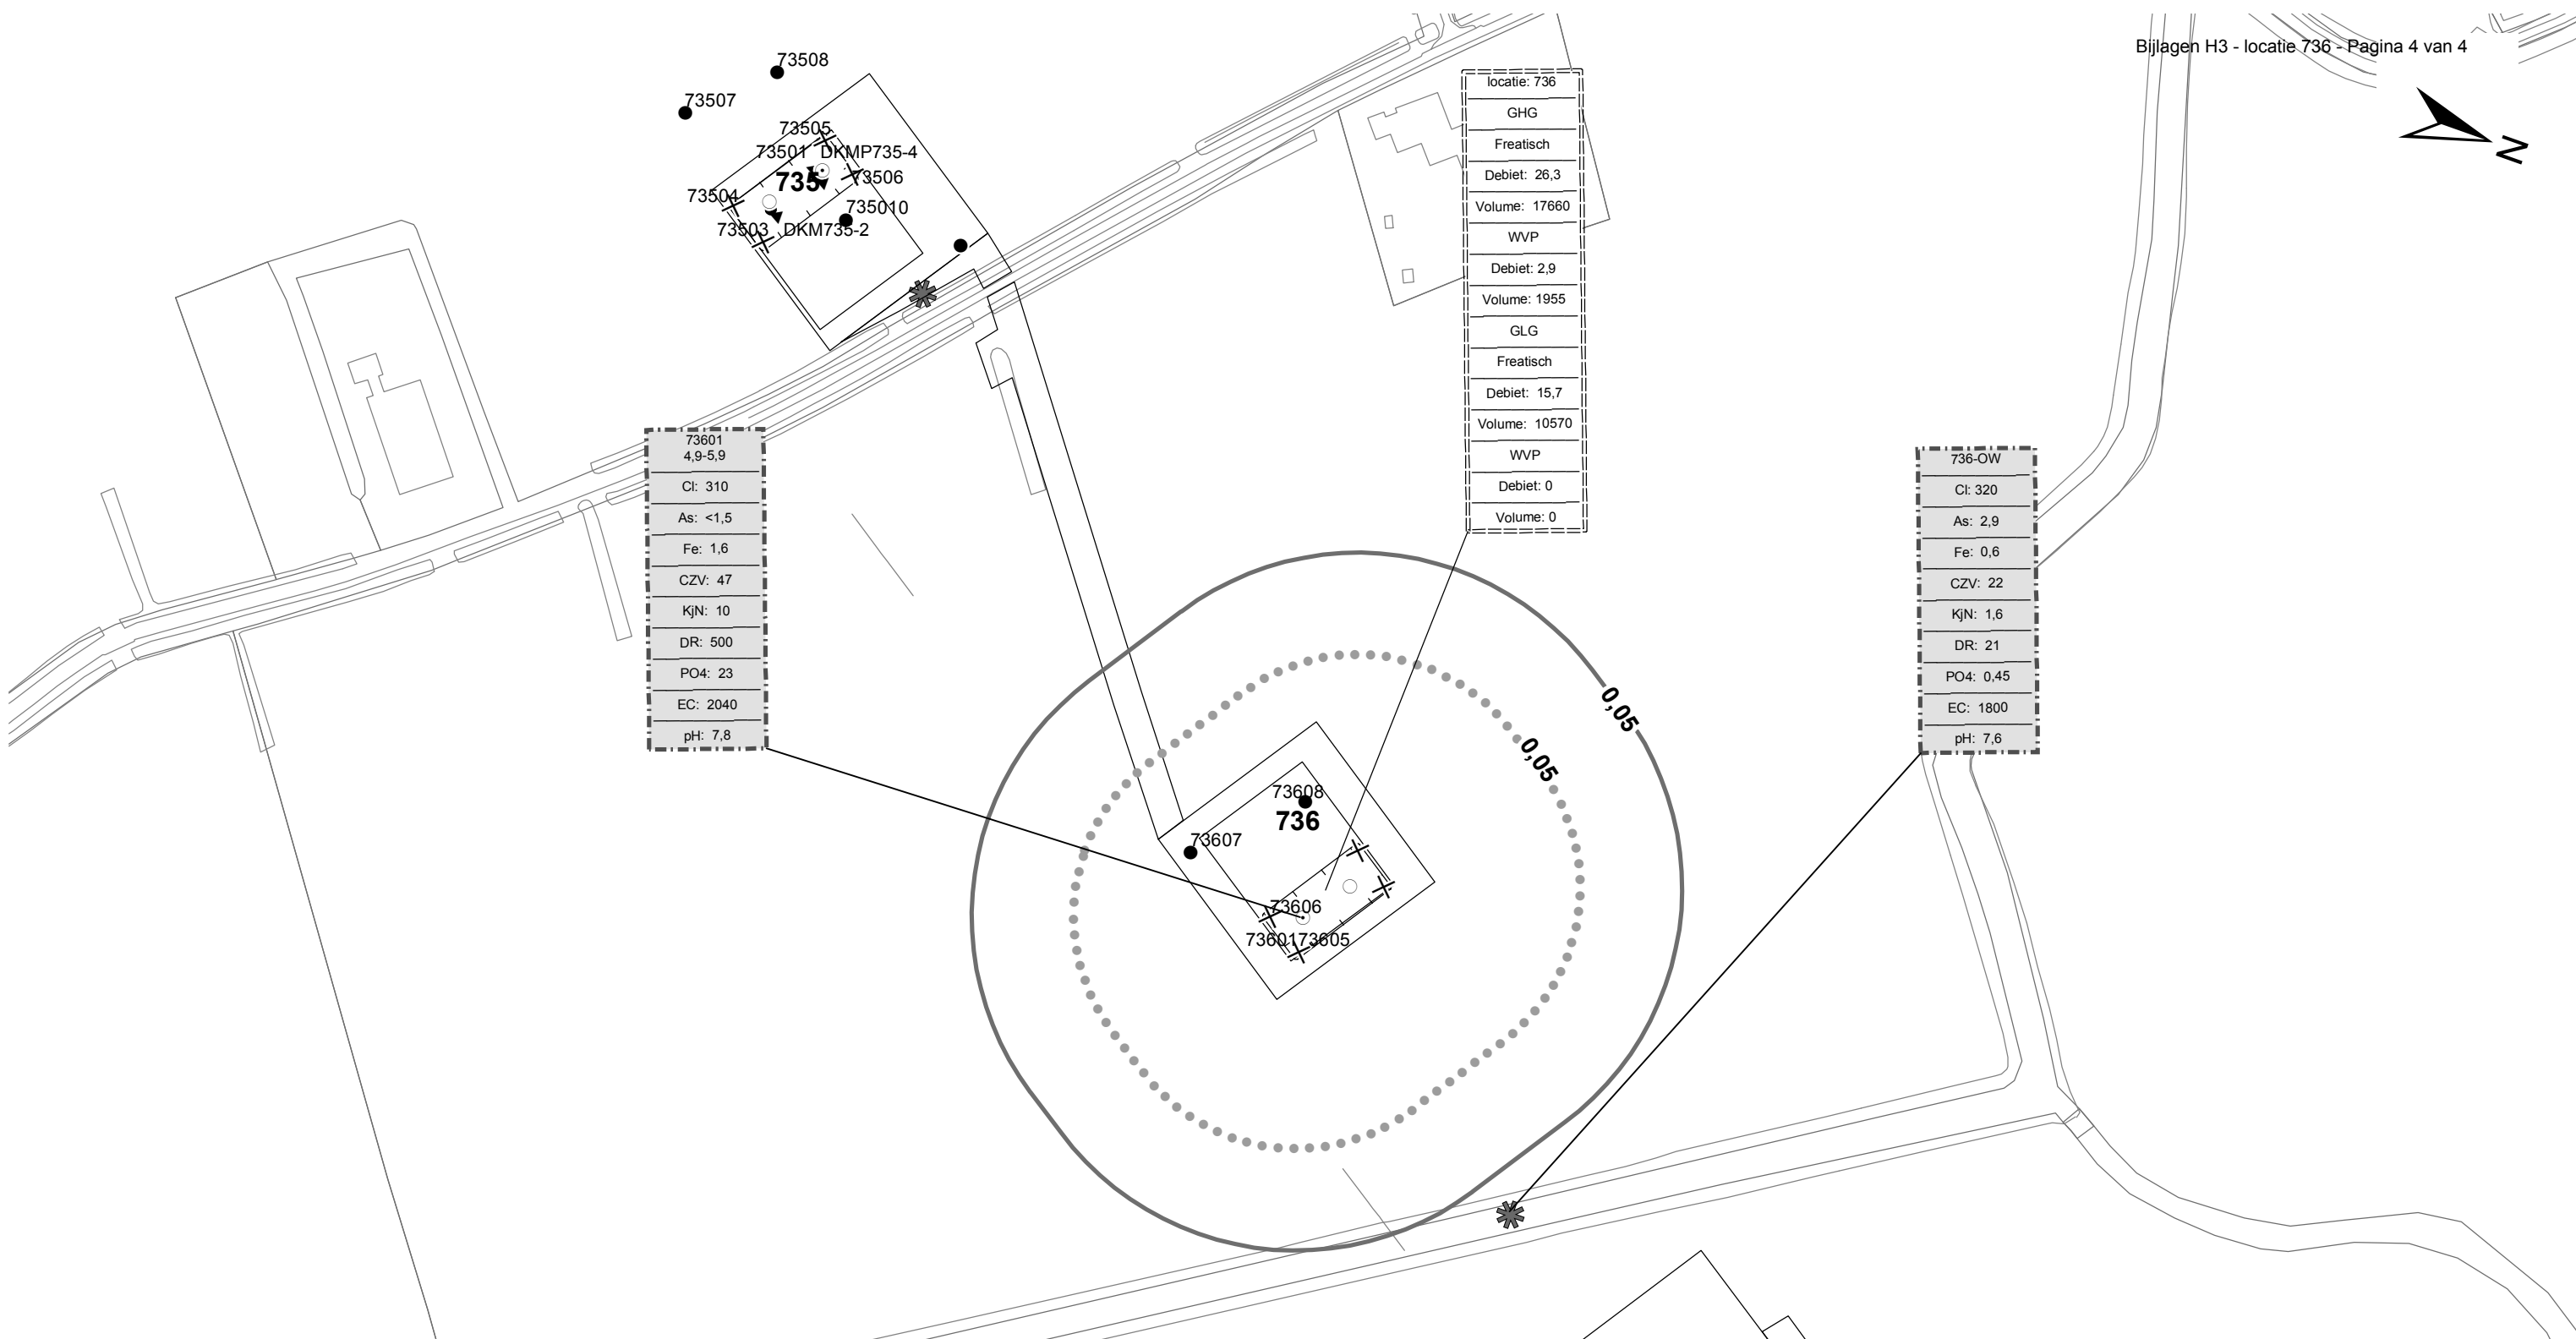 Bijlagen H3 - locatie 736 - Pagina 4 van 4
N
73508
73507
73505
73501 DKMP735-4
735
73506
73504
735010
73503 DKM735-2
locatie: 736
GHG
Freatisch
Debiet: 26,3
Volume: 17660
WVP
Debiet: 2,9
Volume: 1955
GLG
Freatisch
Debiet: 15,7
Volume: 10570
WVP
Debiet: 0
Volume: 0
73601
4,9-5,9
Cl: 310
As: <1,5
Fe: 1,6
CZV: 47
KjN: 10
DR: 500
PO4: 23
EC: 2040
pH: 7,8
736-OW
Cl: 320
As: 2,9
Fe: 0,6
CZV: 22
KjN: 1,6
DR: 21
PO4: 0,45
EC: 1800
pH: 7,6
0,05
0,05
73608
736
73607
73606
73601 73605